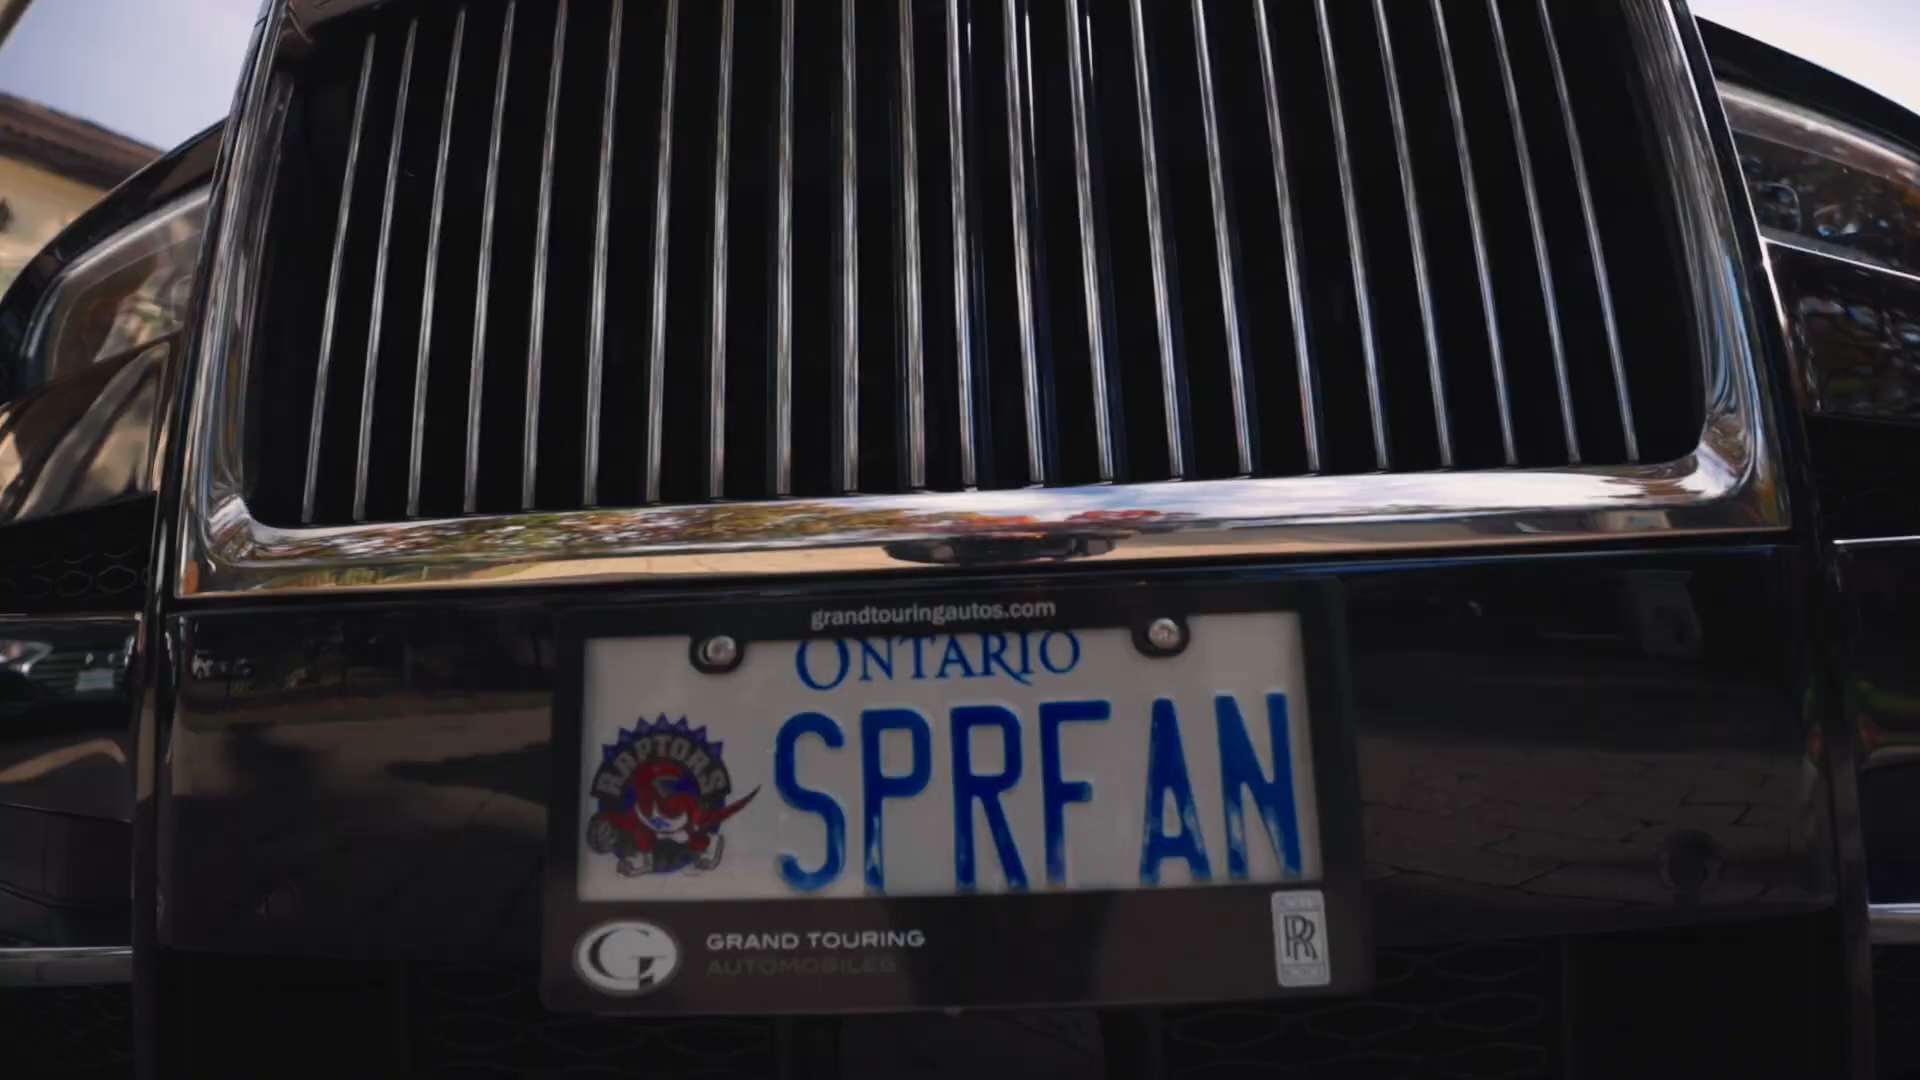 grandtouringautos.com
ONTARIO
RAPTORS
SPRFAN
GRAND TOURING
AUTOMOBILES
RR